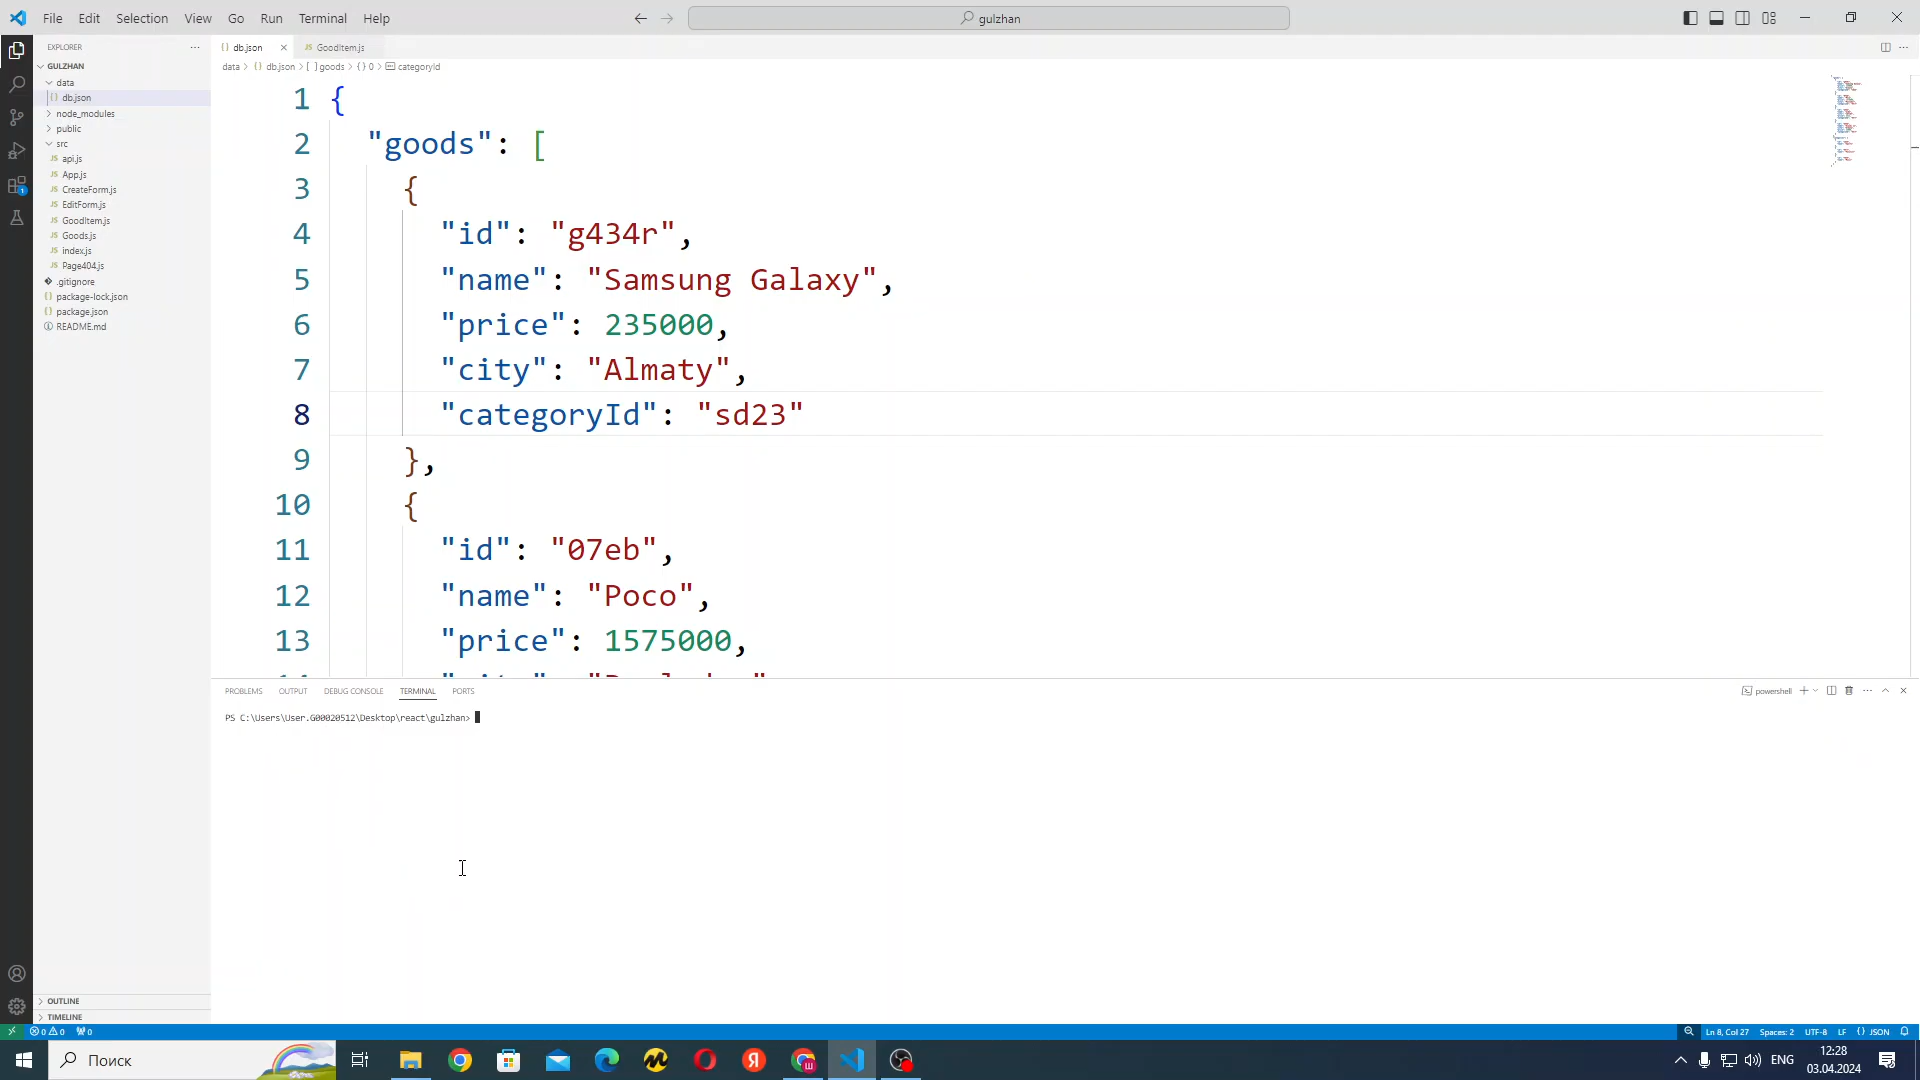 File Edit Selection View Go Run Terminal Help
gulzhan
EXPLORER
GULZHAN
data
db.json
node_modules
public
src
api.js
App.js
CreateForm.js
EditForm.js
GoodItem.js
Goods.js
index.js
Page404.js
.gitignore
package-lock.json
package.json
README.md
OUTLINE
TIMELINE
db.json GoodItem.js
data > {} db.json > [ ] goods > {} 0 > categoryId
1 {
2 "goods": [
3 {
4 "id": "g434r",
5 "name": "Samsung Galaxy",
6 "price": 235000,
7 "city": "Almaty",
8 "categoryId": "sd23"
9 },
10 {
11 "id": "07eb",
12 "name": "Poco",
13 "price": 1575000,
PROBLEMS OUTPUT DEBUG CONSOLE TERMINAL PORTS
powershell
PS C:\Users\User.G00020512\Desktop\react\gulzhan>
0 0 0
Ln 8, Col 27 Spaces: 2 UTF-8 LF {} JSON
Поиск
ENG
12:28
03.04.2024